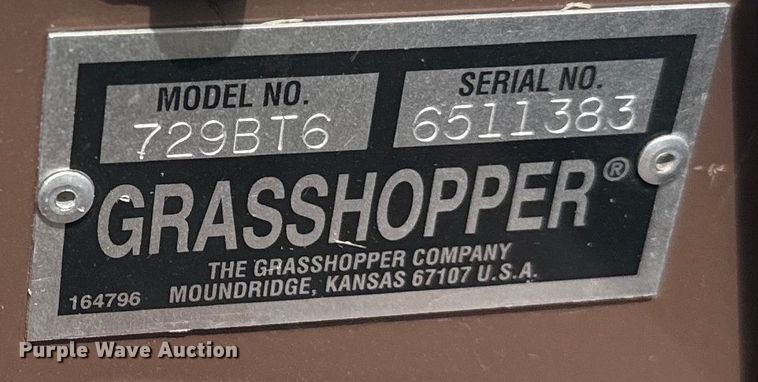 MODEL NO.
729BT6
SERIAL NO.
6511383
GRASSHOPPER®
THE GRASSHOPPER COMPANY
MOUNDRIDGE, KANSAS 67107 U.S.A.
164796
Purple Wave Auction